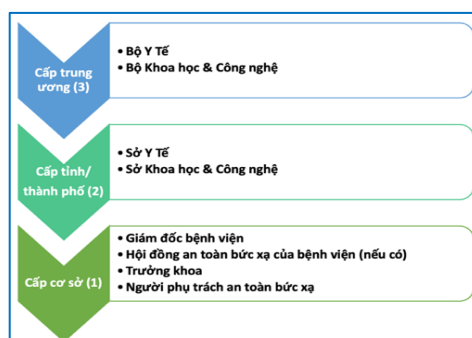 Cấp trung
ương (3)
• Bộ Y Tế
• Bộ Khoa học & Công nghệ
Cấp tỉnh/
thành phố (2)
• Sở Y Tế
• Sở Khoa học & Công nghệ
Cấp cơ sở (1)
• Giám đốc bệnh viện
• Hội đồng an toàn bức xạ của bệnh viện (nếu có)
• Trưởng khoa
• Người phụ trách an toàn bức xạ